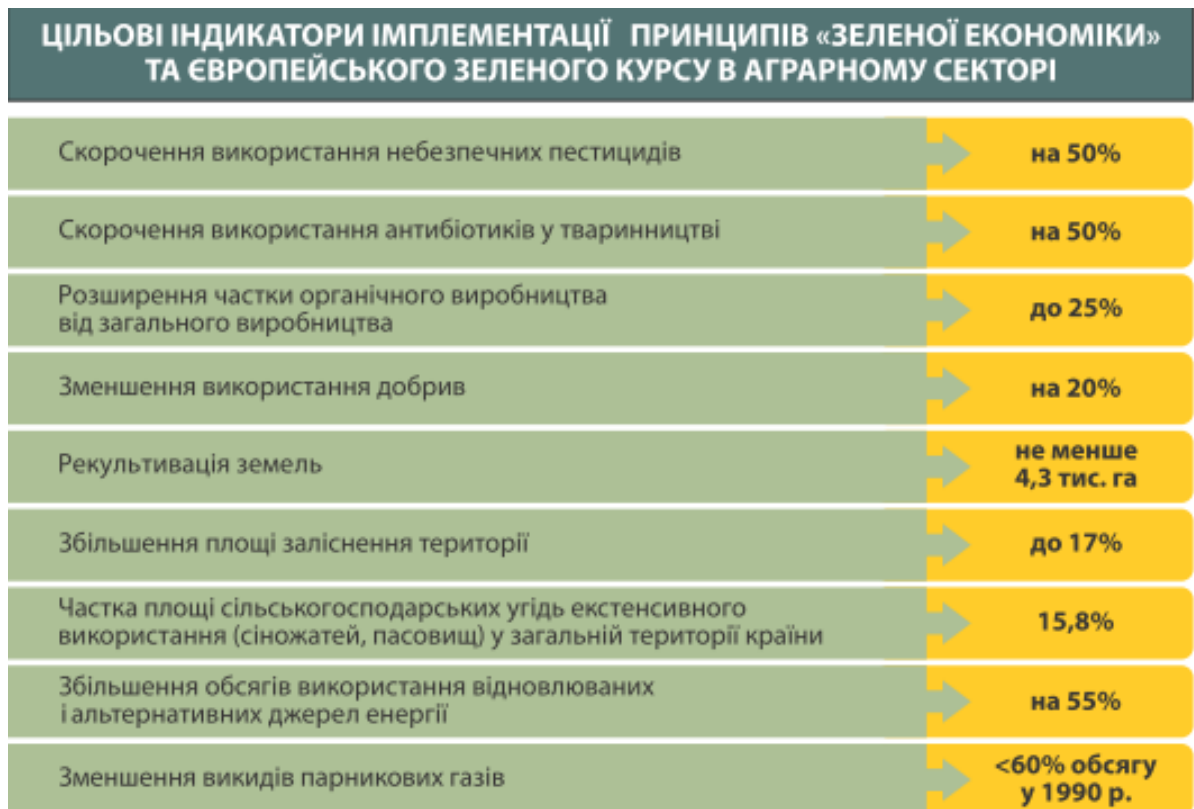 ЦІЛЬОВІ ІНДИКАТОРИ ІМПЛЕМЕНТАЦІЇ ПРИНЦИПІВ «ЗЕЛЕНОЇ ЕКОНОМІКИ»
ТА ЄВРОПЕЙСЬКОГО ЗЕЛЕНОГО КУРСУ В АГРАРНОМУ СЕКТОРІ
Скорочення використання небезпечних пестицидів
на 50%
Скорочення використання антибіотиків у тваринництві
на 50%
Розширення частки органічного виробництва
від загального виробництва
до 25%
Зменшення використання добрив
на 20%
Рекультивація земель
не менше
4,3 тис. га
Збільшення площі заліснення території
до 17%
Частка площі сільськогосподарських угідь екстенсивного
використання (сіножатей, пасовищ) у загальній території країни
15,8%
Збільшення обсягів використання відновлюваних
і альтернативних джерел енергії
на 55%
Зменшення викидів парникових газів
<60% обсягу
у 1990 р.